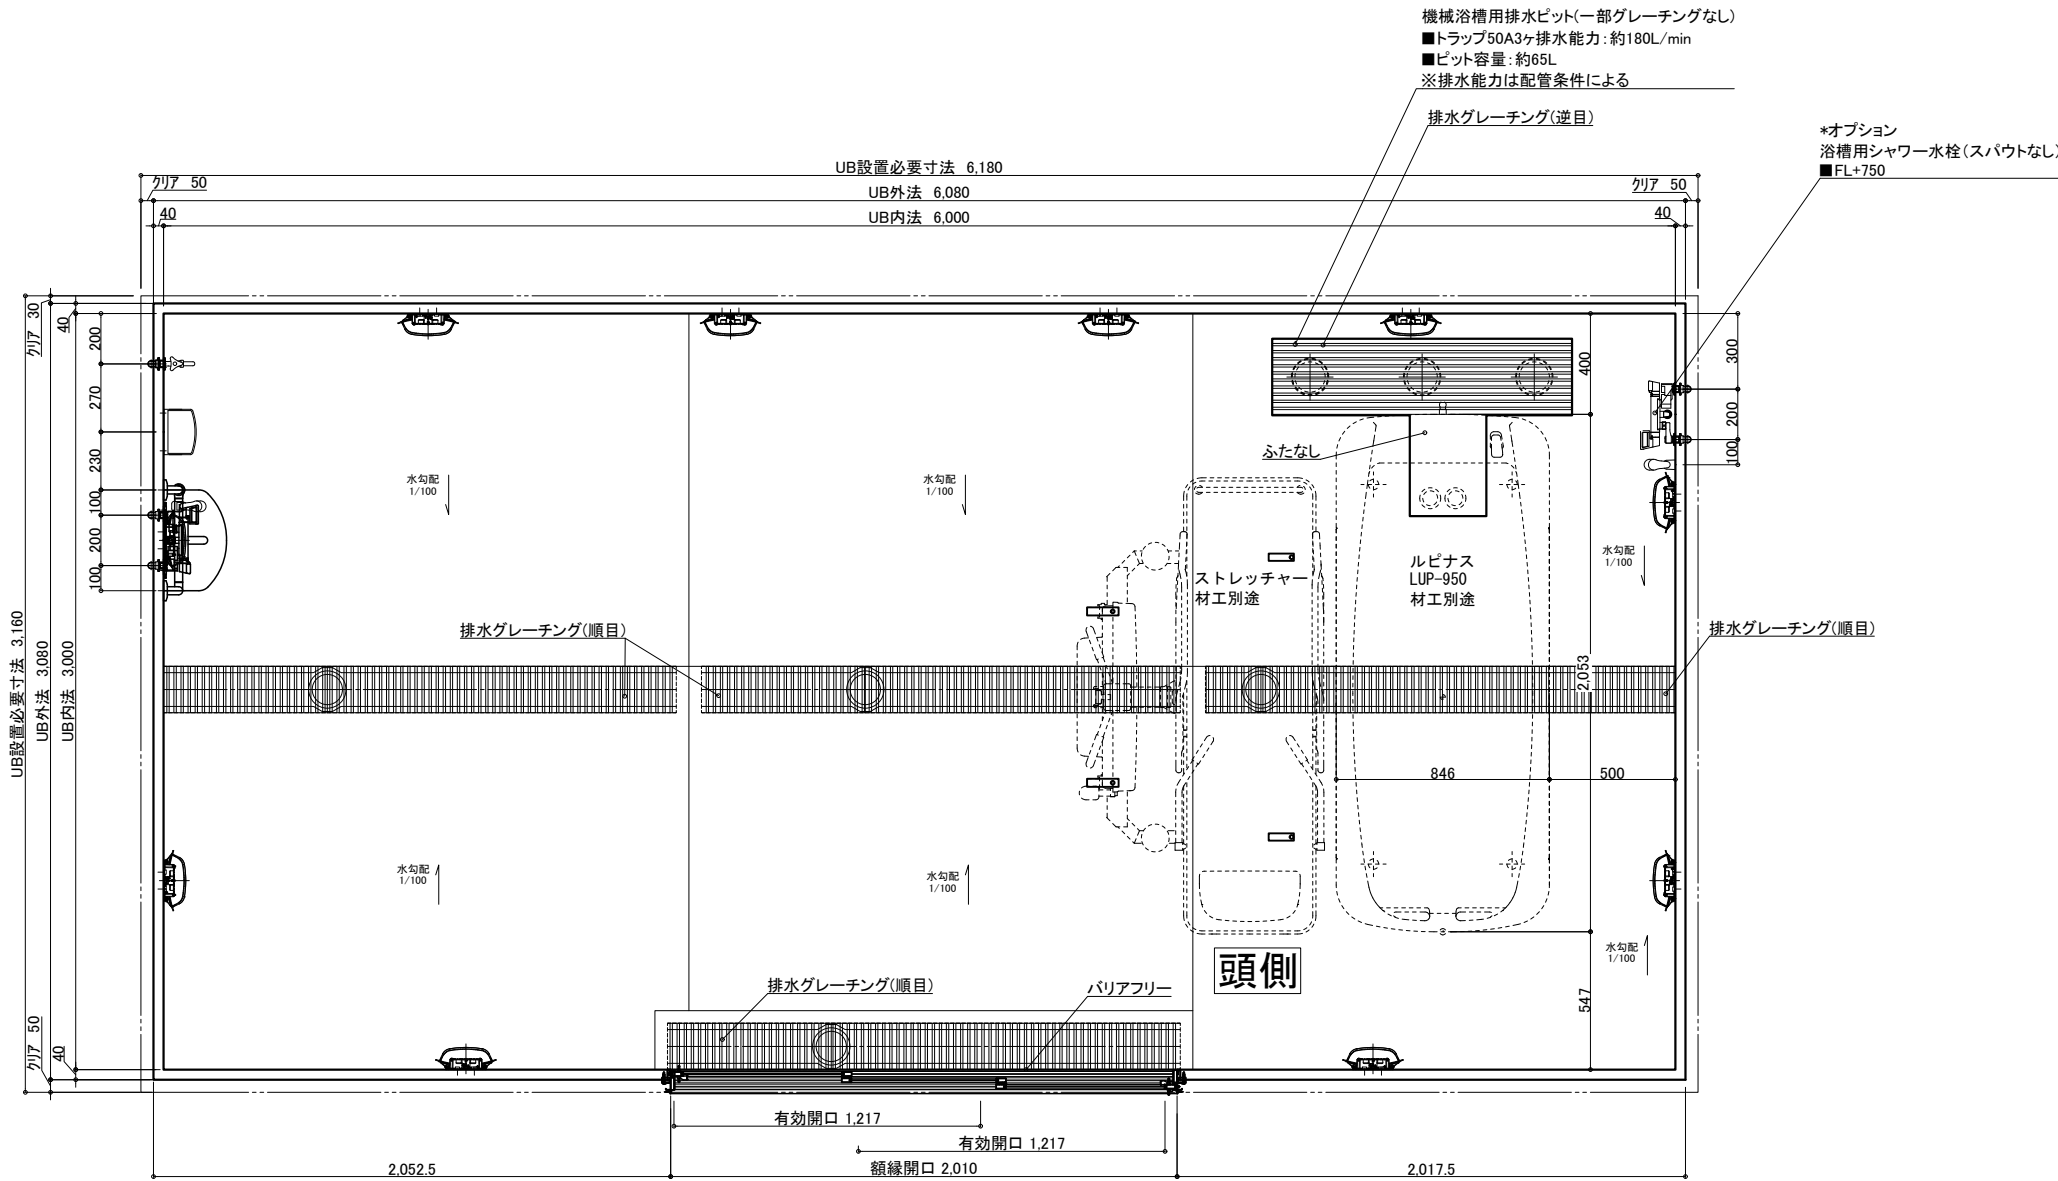 機械浴槽用排水ピット(一部グレーチングなし)
■トラップ50A3ヶ排水能力：約180L/min
■ピット容量：約65L
※排水能力は配管条件による
排水グレーチング(逆目)
*オプション
浴槽用シャワー水栓(スパウトなし)
■FL+750
UB設置必要寸法 6,180
クリア 50
UB外法 6,080
クリア 50
40
UB内法 6,000
40
クリア 30
40
200
270
230
100
200
100
UB設置必要寸法 3,160
UB外法 3,080
UB内法 3,000
クリア 50
40
400
300
200
100
ふたなし
水勾配
1/100
水勾配
1/100
水勾配
1/100
ストレッチャー
材工別途
ルピナス
LUP-950
材工別途
排水グレーチング(順目)
排水グレーチング(順目)
2,053
846
500
水勾配
1/100
水勾配
1/100
水勾配
1/100
頭側
547
排水グレーチング(順目)
バリアフリー
有効開口 1,217
有効開口 1,217
2,052.5
額縁開口 2,010
2,017.5